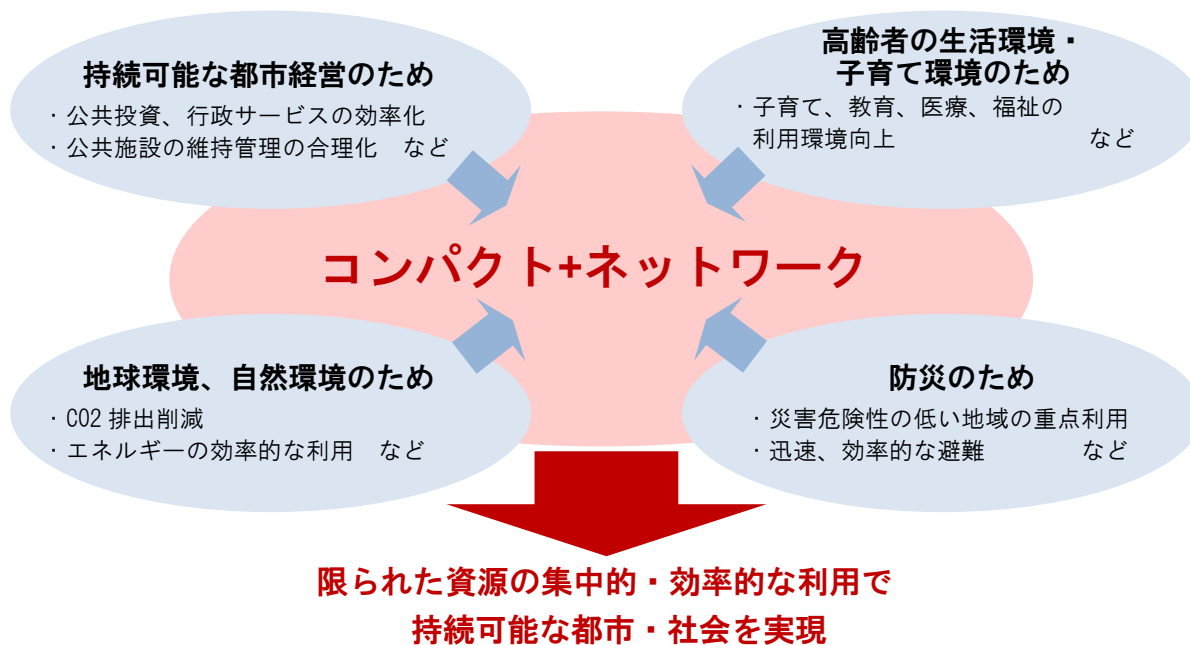 持続可能な都市経営のため
・公共投資、行政サービスの効率化
・公共施設の維持管理の合理化　など
高齢者の生活環境・
子育て環境のため
・子育て、教育、医療、福祉の
利用環境向上　など
コンパクト+ネットワーク
地球環境、自然環境のため
・CO2 排出削減
・エネルギーの効率的な利用　など
防災のため
・災害危険性の低い地域の重点利用
・迅速、効率的な避難　など
限られた資源の集中的・効率的な利用で
持続可能な都市・社会を実現